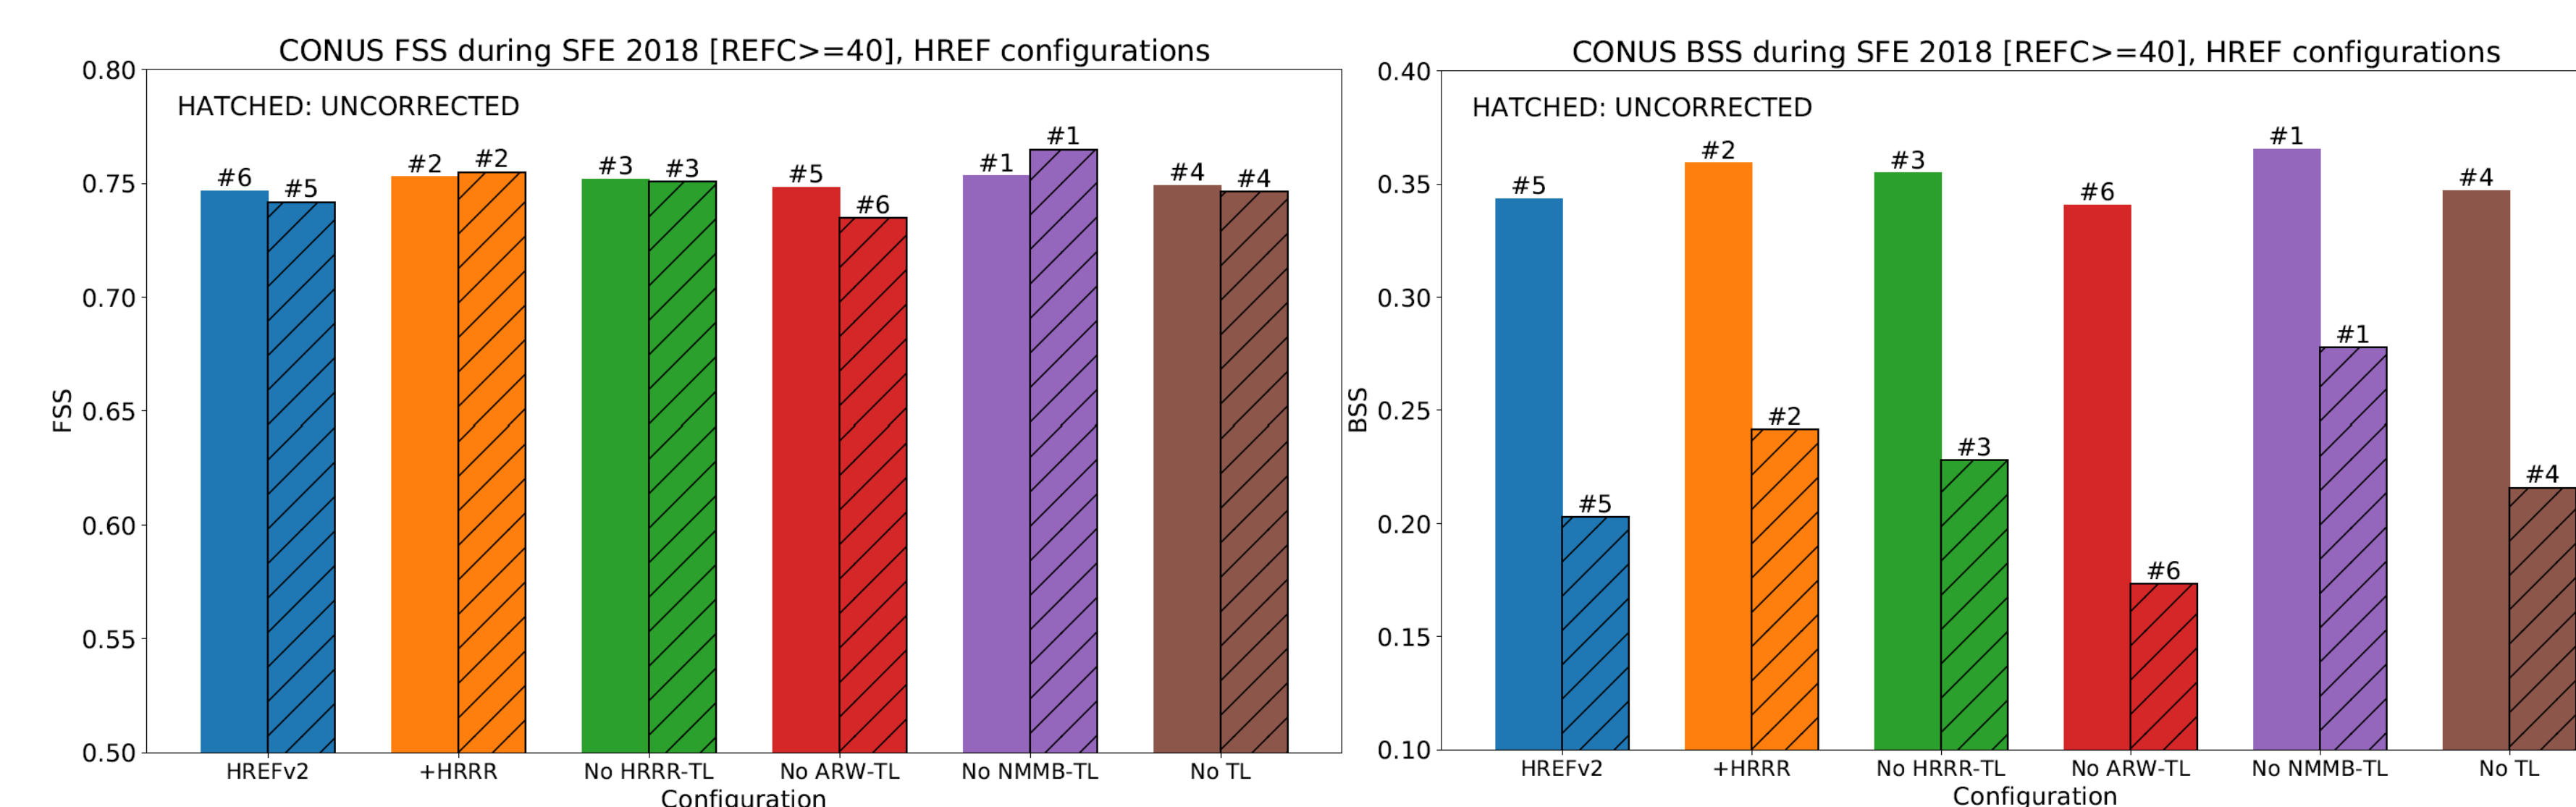 CONUS FSS during SFE 2018 [REFC>=40], HREF configurations
HATCHED: UNCORRECTED
FSS
0.80
0.75
0.70
0.65
0.60
0.55
0.50
#6 #5
#2 #2
#3 #3
#5 #6
#1 #1
#4 #4
HREFv2 +HRRR No HRRR-TL No ARW-TL No NMMB-TL No TL
Configuration
CONUS BSS during SFE 2018 [REFC>=40], HREF configurations
HATCHED: UNCORRECTED
BSS
0.40
0.35
0.30
0.25
0.20
0.15
0.10
#5 #5
#2 #2
#3 #3
#6 #6
#1 #1
#4 #4
HREFv2 +HRRR No HRRR-TL No ARW-TL No NMMB-TL No TL
Configuration